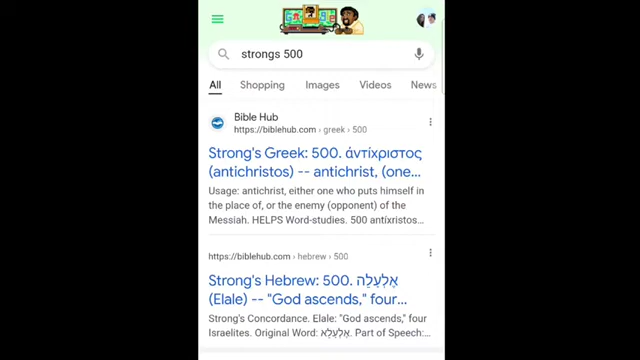 Google
strongs 500
All Shopping Images Videos News
Bible Hub
https://biblehub.com › greek › 500
Strong's Greek: 500. ἀντίχριστος
(antichristos) -- antichrist, (one...
Usage: antichrist, either one who puts himself in
the place of, or the enemy (opponent) of the
Messiah. HELPS Word-studies. 500 antíxristos...
https://biblehub.com › hebrew › 500
Strong's Hebrew: 500. אֶלְעָלֵה
(Elale) -- "God ascends," four...
Strong's Concordance. Elale: "God ascends," four
Israelites. Original Word: אֶלְעָלֵא. Part of Speech:...